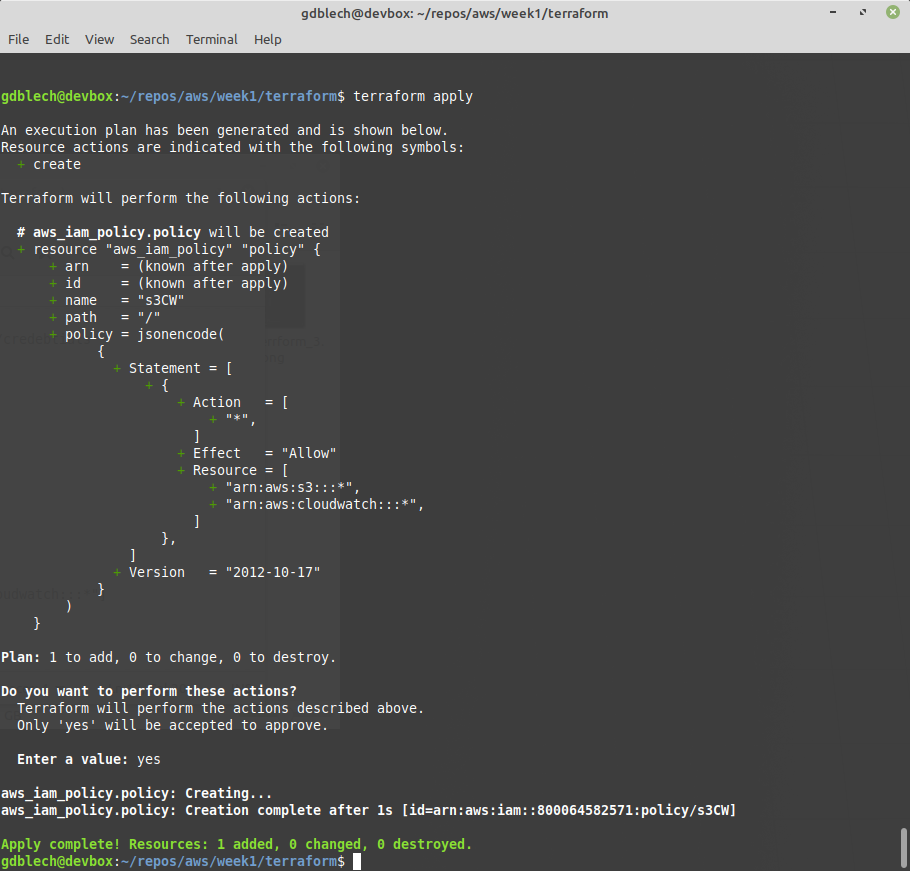 gdblech@devbox: ~/repos/aws/week1/terraform
File Edit View Search Terminal Help
gdblech@devbox:~/repos/aws/week1/terraform$ terraform apply
An execution plan has been generated and is shown below.
Resource actions are indicated with the following symbols:
  + create
Terraform will perform the following actions:
  # aws_iam_policy.policy will be created
  + resource "aws_iam_policy" "policy" {
      + arn    = (known after apply)
      + id     = (known after apply)
      + name   = "s3CW"
      + path   = "/"
      + policy = jsonencode(
            {
              + Statement = [
                  + {
                      + Action   = [
                          + "*",
                        ]
                      + Effect   = "Allow"
                      + Resource = [
                          + "arn:aws:s3:::*",
                          + "arn:aws:cloudwatch:::*",
                        ]
                    },
                ]
              + Version   = "2012-10-17"
            }
        )
    }
Plan: 1 to add, 0 to change, 0 to destroy.
Do you want to perform these actions?
  Terraform will perform the actions described above.
  Only 'yes' will be accepted to approve.
  Enter a value: yes
aws_iam_policy.policy: Creating...
aws_iam_policy.policy: Creation complete after 1s [id=arn:aws:iam::800064582571:policy/s3CW]
Apply complete! Resources: 1 added, 0 changed, 0 destroyed.
gdblech@devbox:~/repos/aws/week1/terraform$